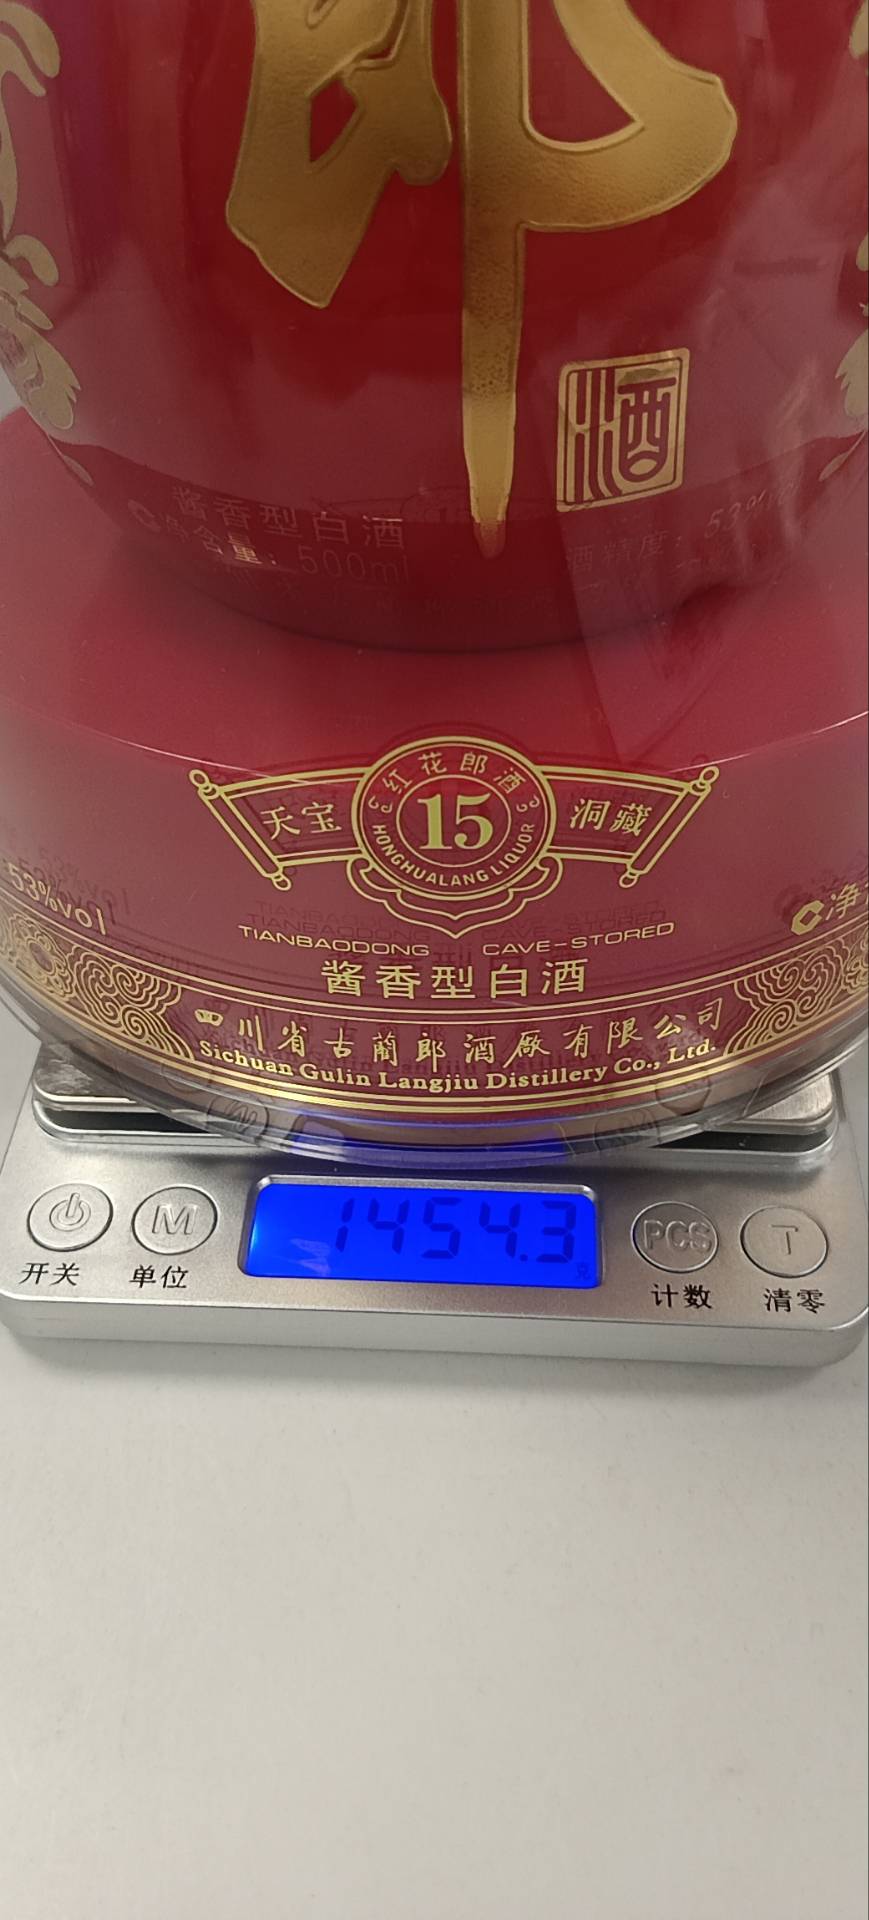 郎
酒
酱香型白酒
净含量：500ml
酒精度：53%vol
红花郎酒
天宝 15 洞藏
HONGHUALANG LIQUOR
53%vol
TIANBAODONG CAVE-STORED
净
酱香型白酒
四川省古蔺郎酒厂有限公司
Sichuan Gulin Langjiu Distillery Co., Ltd.
M 1454.3 克 PCS T
开关 单位 计数 清零